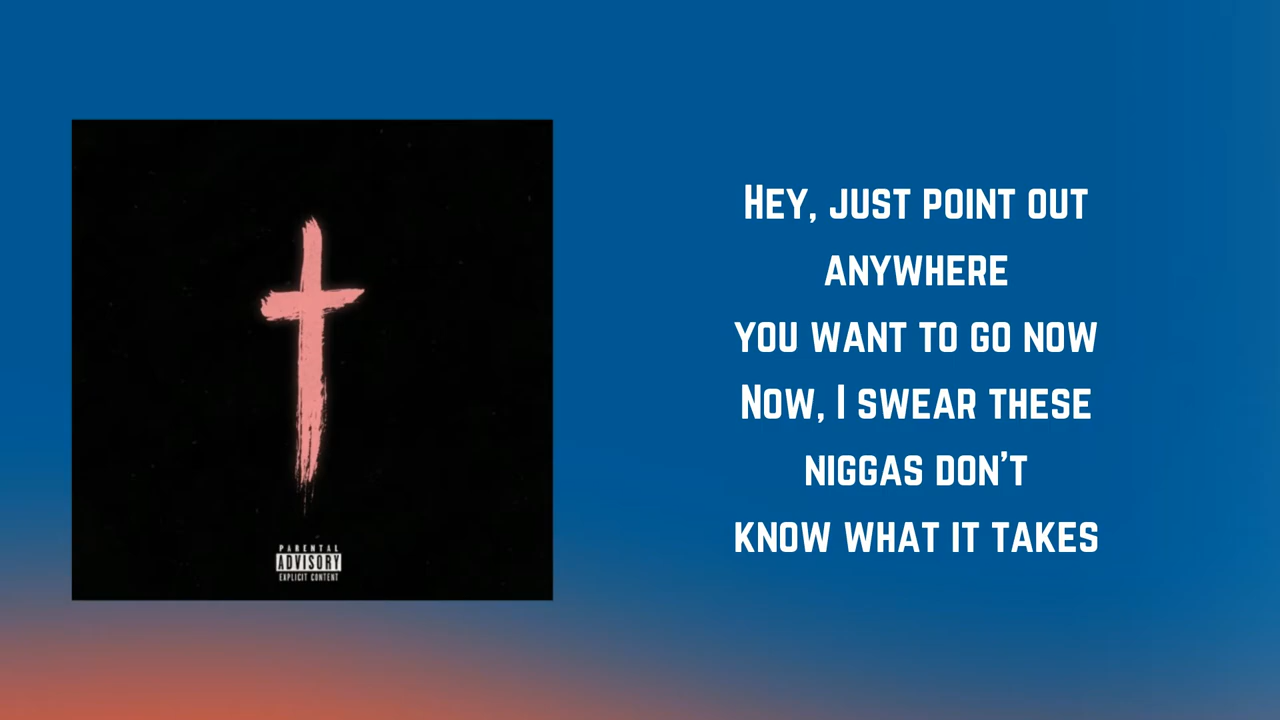 PARENTAL
ADVISORY
EXPLICIT CONTENT
Hey, just point out
anywhere
you want to go now
Now, I swear these
niggas don't
know what it takes